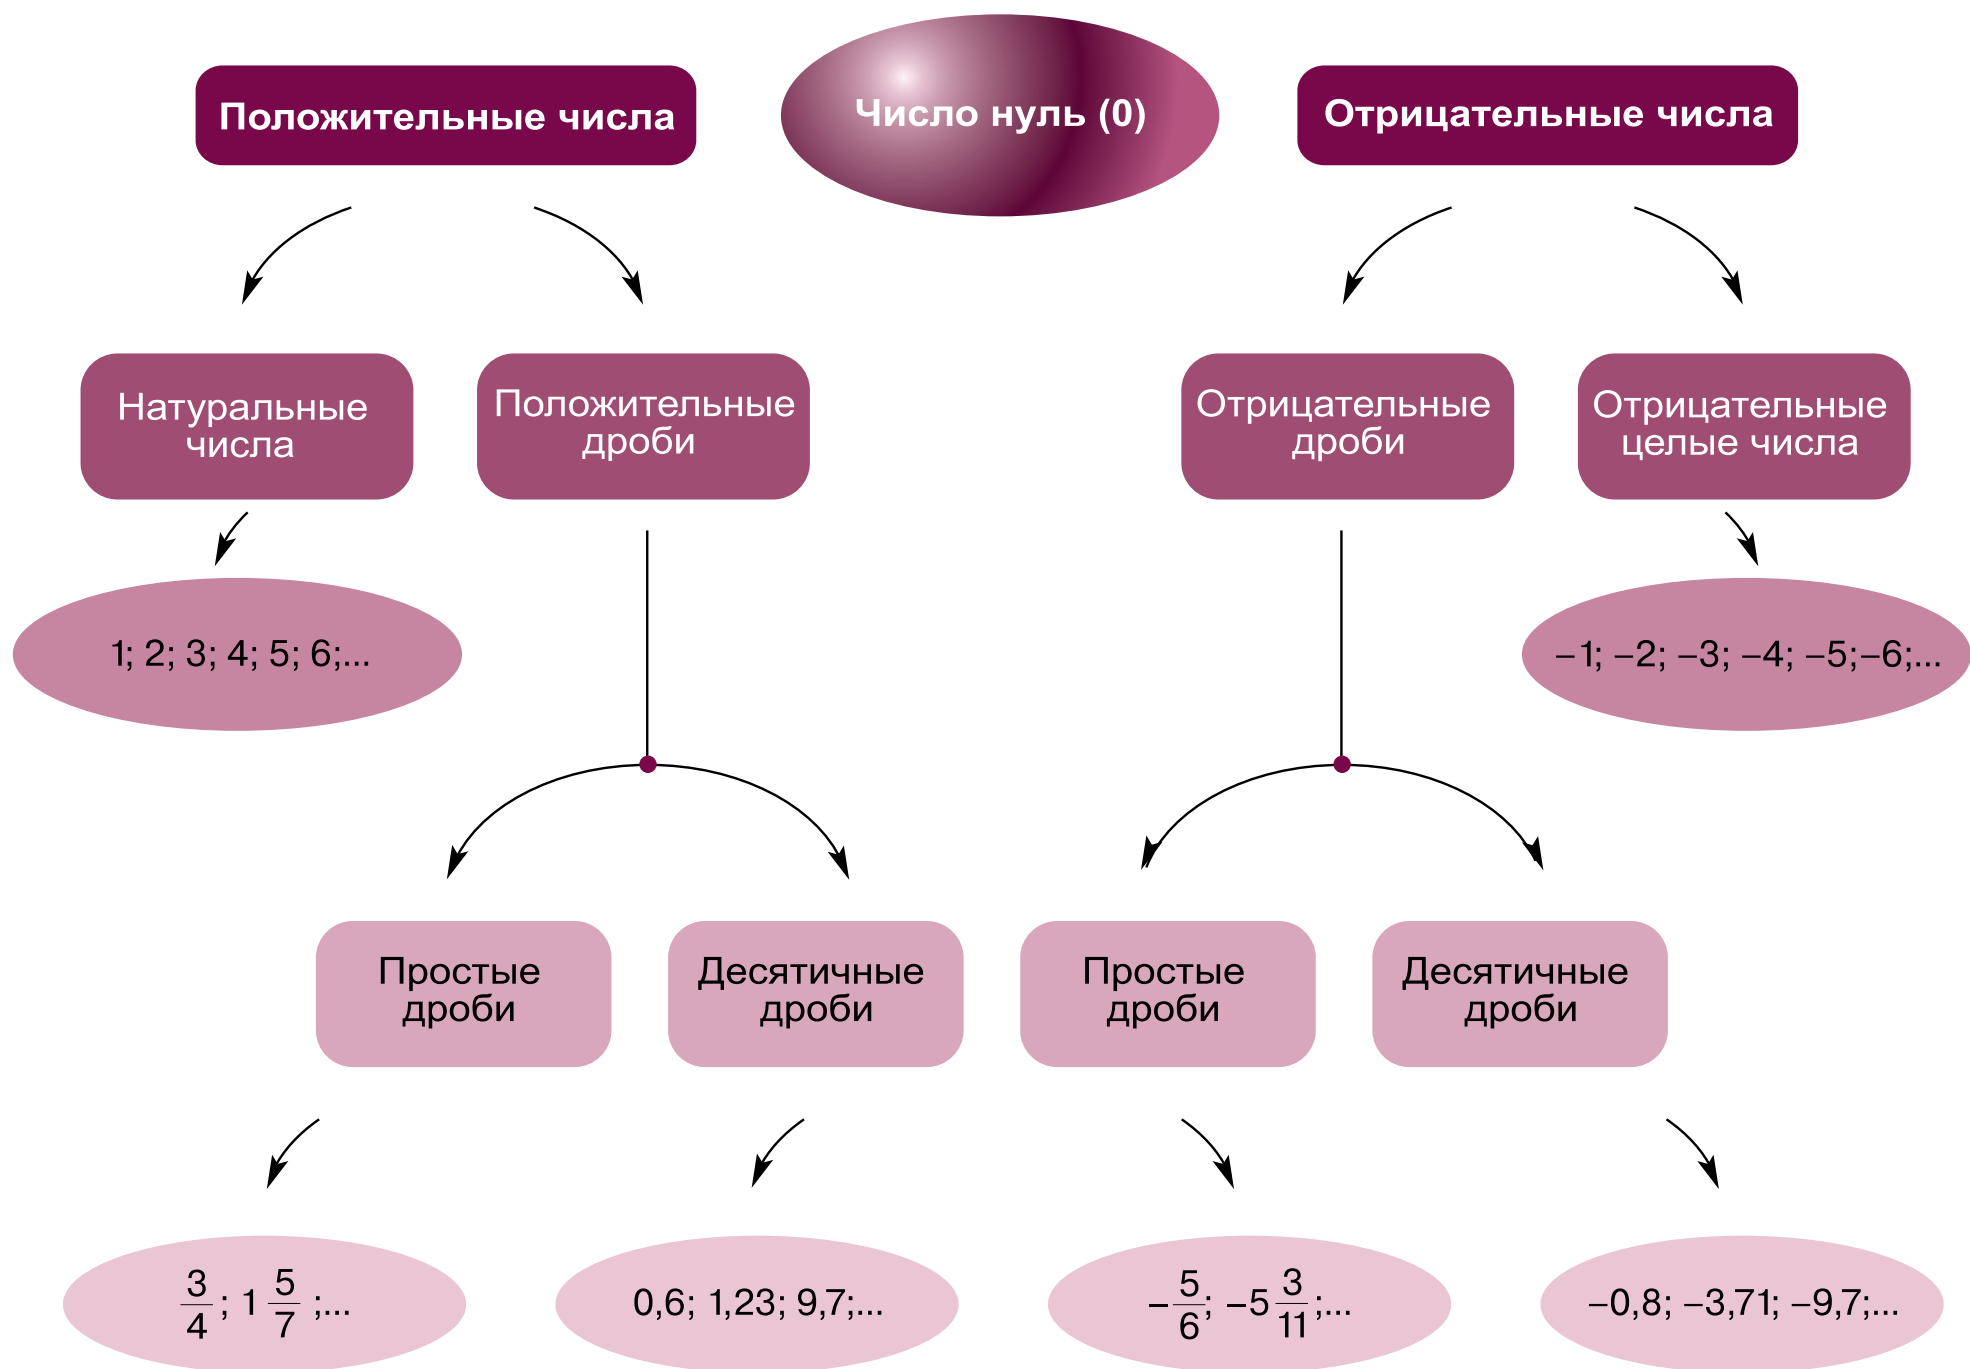 Положительные числа
Число нуль (0)
Отрицательные числа
Натуральные
числа
Положительные
дроби
Отрицательные
дроби
Отрицательные
целые числа
1; 2; 3; 4; 5; 6;...
–1; –2; –3; –4; –5;–6;...
Простые
дроби
Десятичные
дроби
Простые
дроби
Десятичные
дроби
3/4; 1 5/7 ;...
0,6; 1,23; 9,7;...
–5/6; –5 3/11;...
–0,8; –3,71; –9,7;...